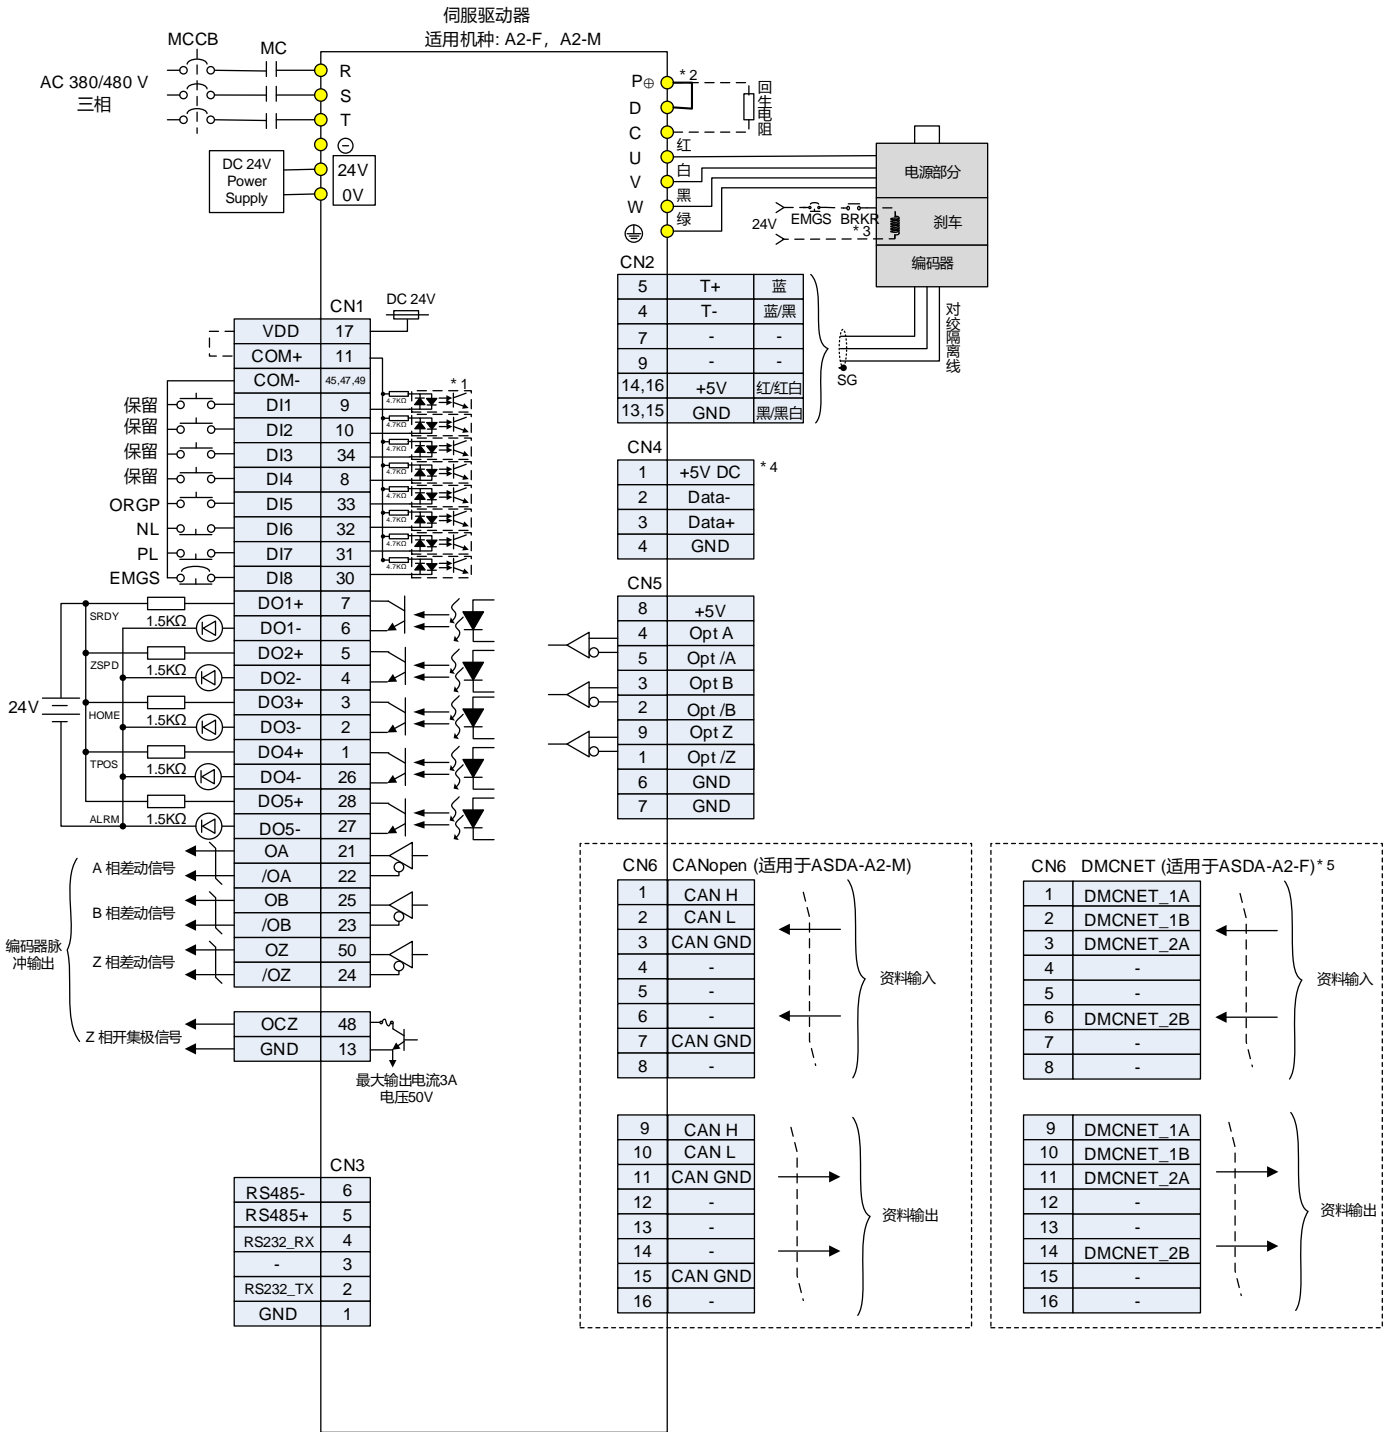 伺服驱动器
适用机种: A2-F，A2-M
MCCB
MC
AC 380/480 V
三相
R
S
T
DC 24V
Power
Supply
24V
0V
P⊕
* 2
D
C
回生电阻
U
红
V
白
W
黑
绿
电源部分
刹车
编码器
24V
EMGS
BRKR
* 3
对绞隔离线
SG
CN2
5 T+ 蓝
4 T- 蓝/黑
7 - -
9 - -
14,16 +5V 红/红白
13,15 GND 黑/黑白
CN4
1 +5V DC * 4
2 Data-
3 Data+
4 GND
CN5
8 +5V
4 Opt A
5 Opt /A
3 Opt B
2 Opt /B
9 Opt Z
1 Opt /Z
6 GND
7 GND
CN1
DC 24V
VDD 17
COM+ 11
COM- 45,47,49
* 1
保留 DI1 9 4.7KΩ
保留 DI2 10 4.7KΩ
保留 DI3 34 4.7KΩ
保留 DI4 8 4.7KΩ
ORGP DI5 33 4.7KΩ
NL DI6 32 4.7KΩ
PL DI7 31 4.7KΩ
EMGS DI8 30 4.7KΩ
24V
DO1+ 7
SRDY 1.5KΩ DO1- 6
DO2+ 5
ZSPD 1.5KΩ DO2- 4
DO3+ 3
HOME 1.5KΩ DO3- 2
DO4+ 1
TPOS 1.5KΩ DO4- 26
DO5+ 28
ALRM 1.5KΩ DO5- 27
编码器脉
冲输出
A 相差动信号
OA 21
/OA 22
B 相差动信号
OB 25
/OB 23
Z 相差动信号
OZ 50
/OZ 24
Z 相开集极信号
OCZ 48
GND 13
最大输出电流3A
电压50V
CN3
RS485- 6
RS485+ 5
RS232_RX 4
- 3
RS232_TX 2
GND 1
CN6 CANopen (适用于ASDA-A2-M)
1 CAN H
2 CAN L
3 CAN GND
4 -
5 -
6 -
7 CAN GND
8 -
资料输入
9 CAN H
10 CAN L
11 CAN GND
12 -
13 -
14 -
15 CAN GND
16 -
资料输出
CN6 DMCNET (适用于ASDA-A2-F)* 5
1 DMCNET_1A
2 DMCNET_1B
3 DMCNET_2A
4 -
5 -
6 DMCNET_2B
7 -
8 -
资料输入
9 DMCNET_1A
10 DMCNET_1B
11 DMCNET_2A
12 -
13 -
14 DMCNET_2B
15 -
16 -
资料输出